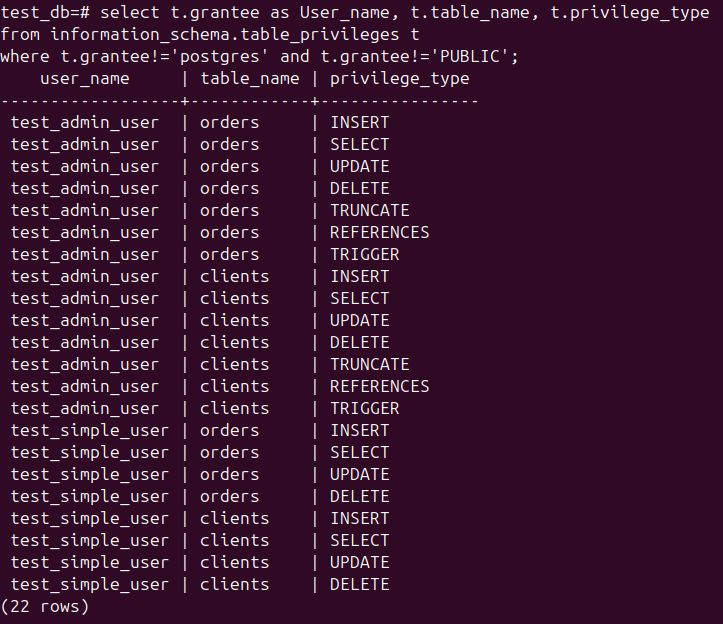 test_db=# select t.grantee as User_name, t.table_name, t.privilege_type
from information_schema.table_privileges t
where t.grantee!='postgres' and t.grantee!='PUBLIC';
    user_name     | table_name | privilege_type
------------------+------------+----------------
 test_admin_user  | orders     | INSERT
 test_admin_user  | orders     | SELECT
 test_admin_user  | orders     | UPDATE
 test_admin_user  | orders     | DELETE
 test_admin_user  | orders     | TRUNCATE
 test_admin_user  | orders     | REFERENCES
 test_admin_user  | orders     | TRIGGER
 test_admin_user  | clients    | INSERT
 test_admin_user  | clients    | SELECT
 test_admin_user  | clients    | UPDATE
 test_admin_user  | clients    | DELETE
 test_admin_user  | clients    | TRUNCATE
 test_admin_user  | clients    | REFERENCES
 test_admin_user  | clients    | TRIGGER
 test_simple_user | orders     | INSERT
 test_simple_user | orders     | SELECT
 test_simple_user | orders     | UPDATE
 test_simple_user | orders     | DELETE
 test_simple_user | clients    | INSERT
 test_simple_user | clients    | SELECT
 test_simple_user | clients    | UPDATE
 test_simple_user | clients    | DELETE
(22 rows)